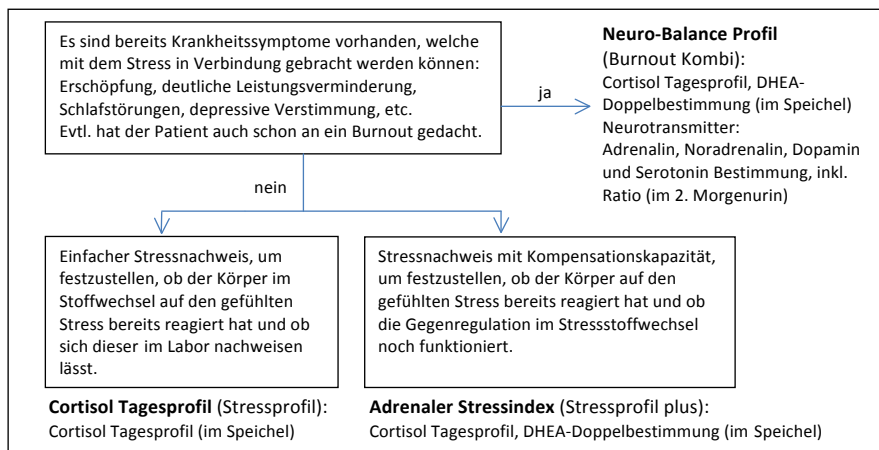 Es sind bereits Krankheitssymptome vorhanden, welche
mit dem Stress in Verbindung gebracht werden können:
Erschöpfung, deutliche Leistungsverminderung,
Schlafstörungen, depressive Verstimmung, etc.
Evtl. hat der Patient auch schon an ein Burnout gedacht.
ja
Neuro-Balance Profil
(Burnout Kombi):
Cortisol Tagesprofil, DHEA-
Doppelbestimmung (im Speichel)
Neurotransmitter:
Adrenalin, Noradrenalin, Dopamin
und Serotonin Bestimmung, inkl.
Ratio (im 2. Morgenurin)
nein
Einfacher Stressnachweis, um
festzustellen, ob der Körper im
Stoffwechsel auf den gefühlten
Stress bereits reagiert hat und ob
sich dieser im Labor nachweisen
lässt.
Cortisol Tagesprofil (Stressprofil):
Cortisol Tagesprofil (im Speichel)
Stressnachweis mit Kompensationskapazität,
um festzustellen, ob der Körper auf den
gefühlten Stress bereits reagiert hat und ob
die Gegenregulation im Stressstoffwechsel
noch funktioniert.
Adrenaler Stressindex (Stressprofil plus):
Cortisol Tagesprofil, DHEA-Doppelbestimmung (im Speichel)